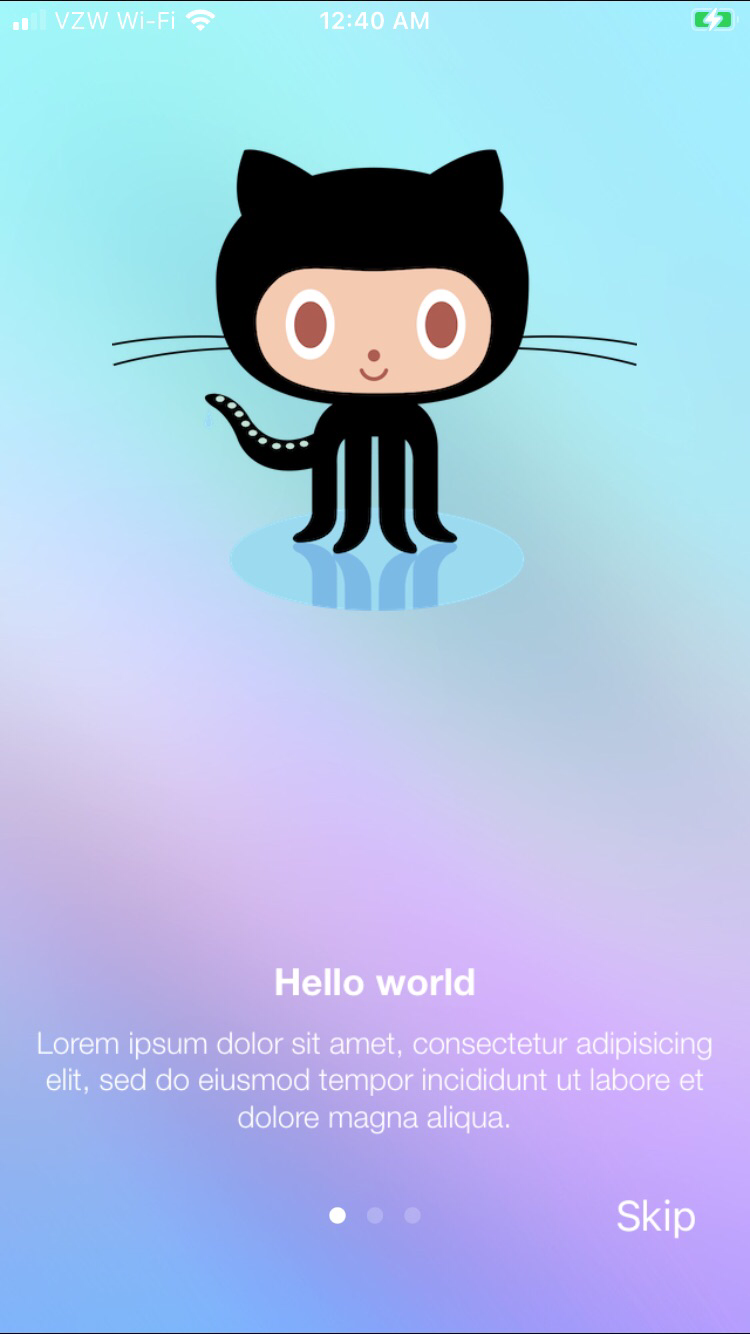 VZW Wi-Fi 12:40 AM
Hello world
Lorem ipsum dolor sit amet, consectetur adipisicing
elit, sed do eiusmod tempor incididunt ut labore et
dolore magna aliqua.
Skip